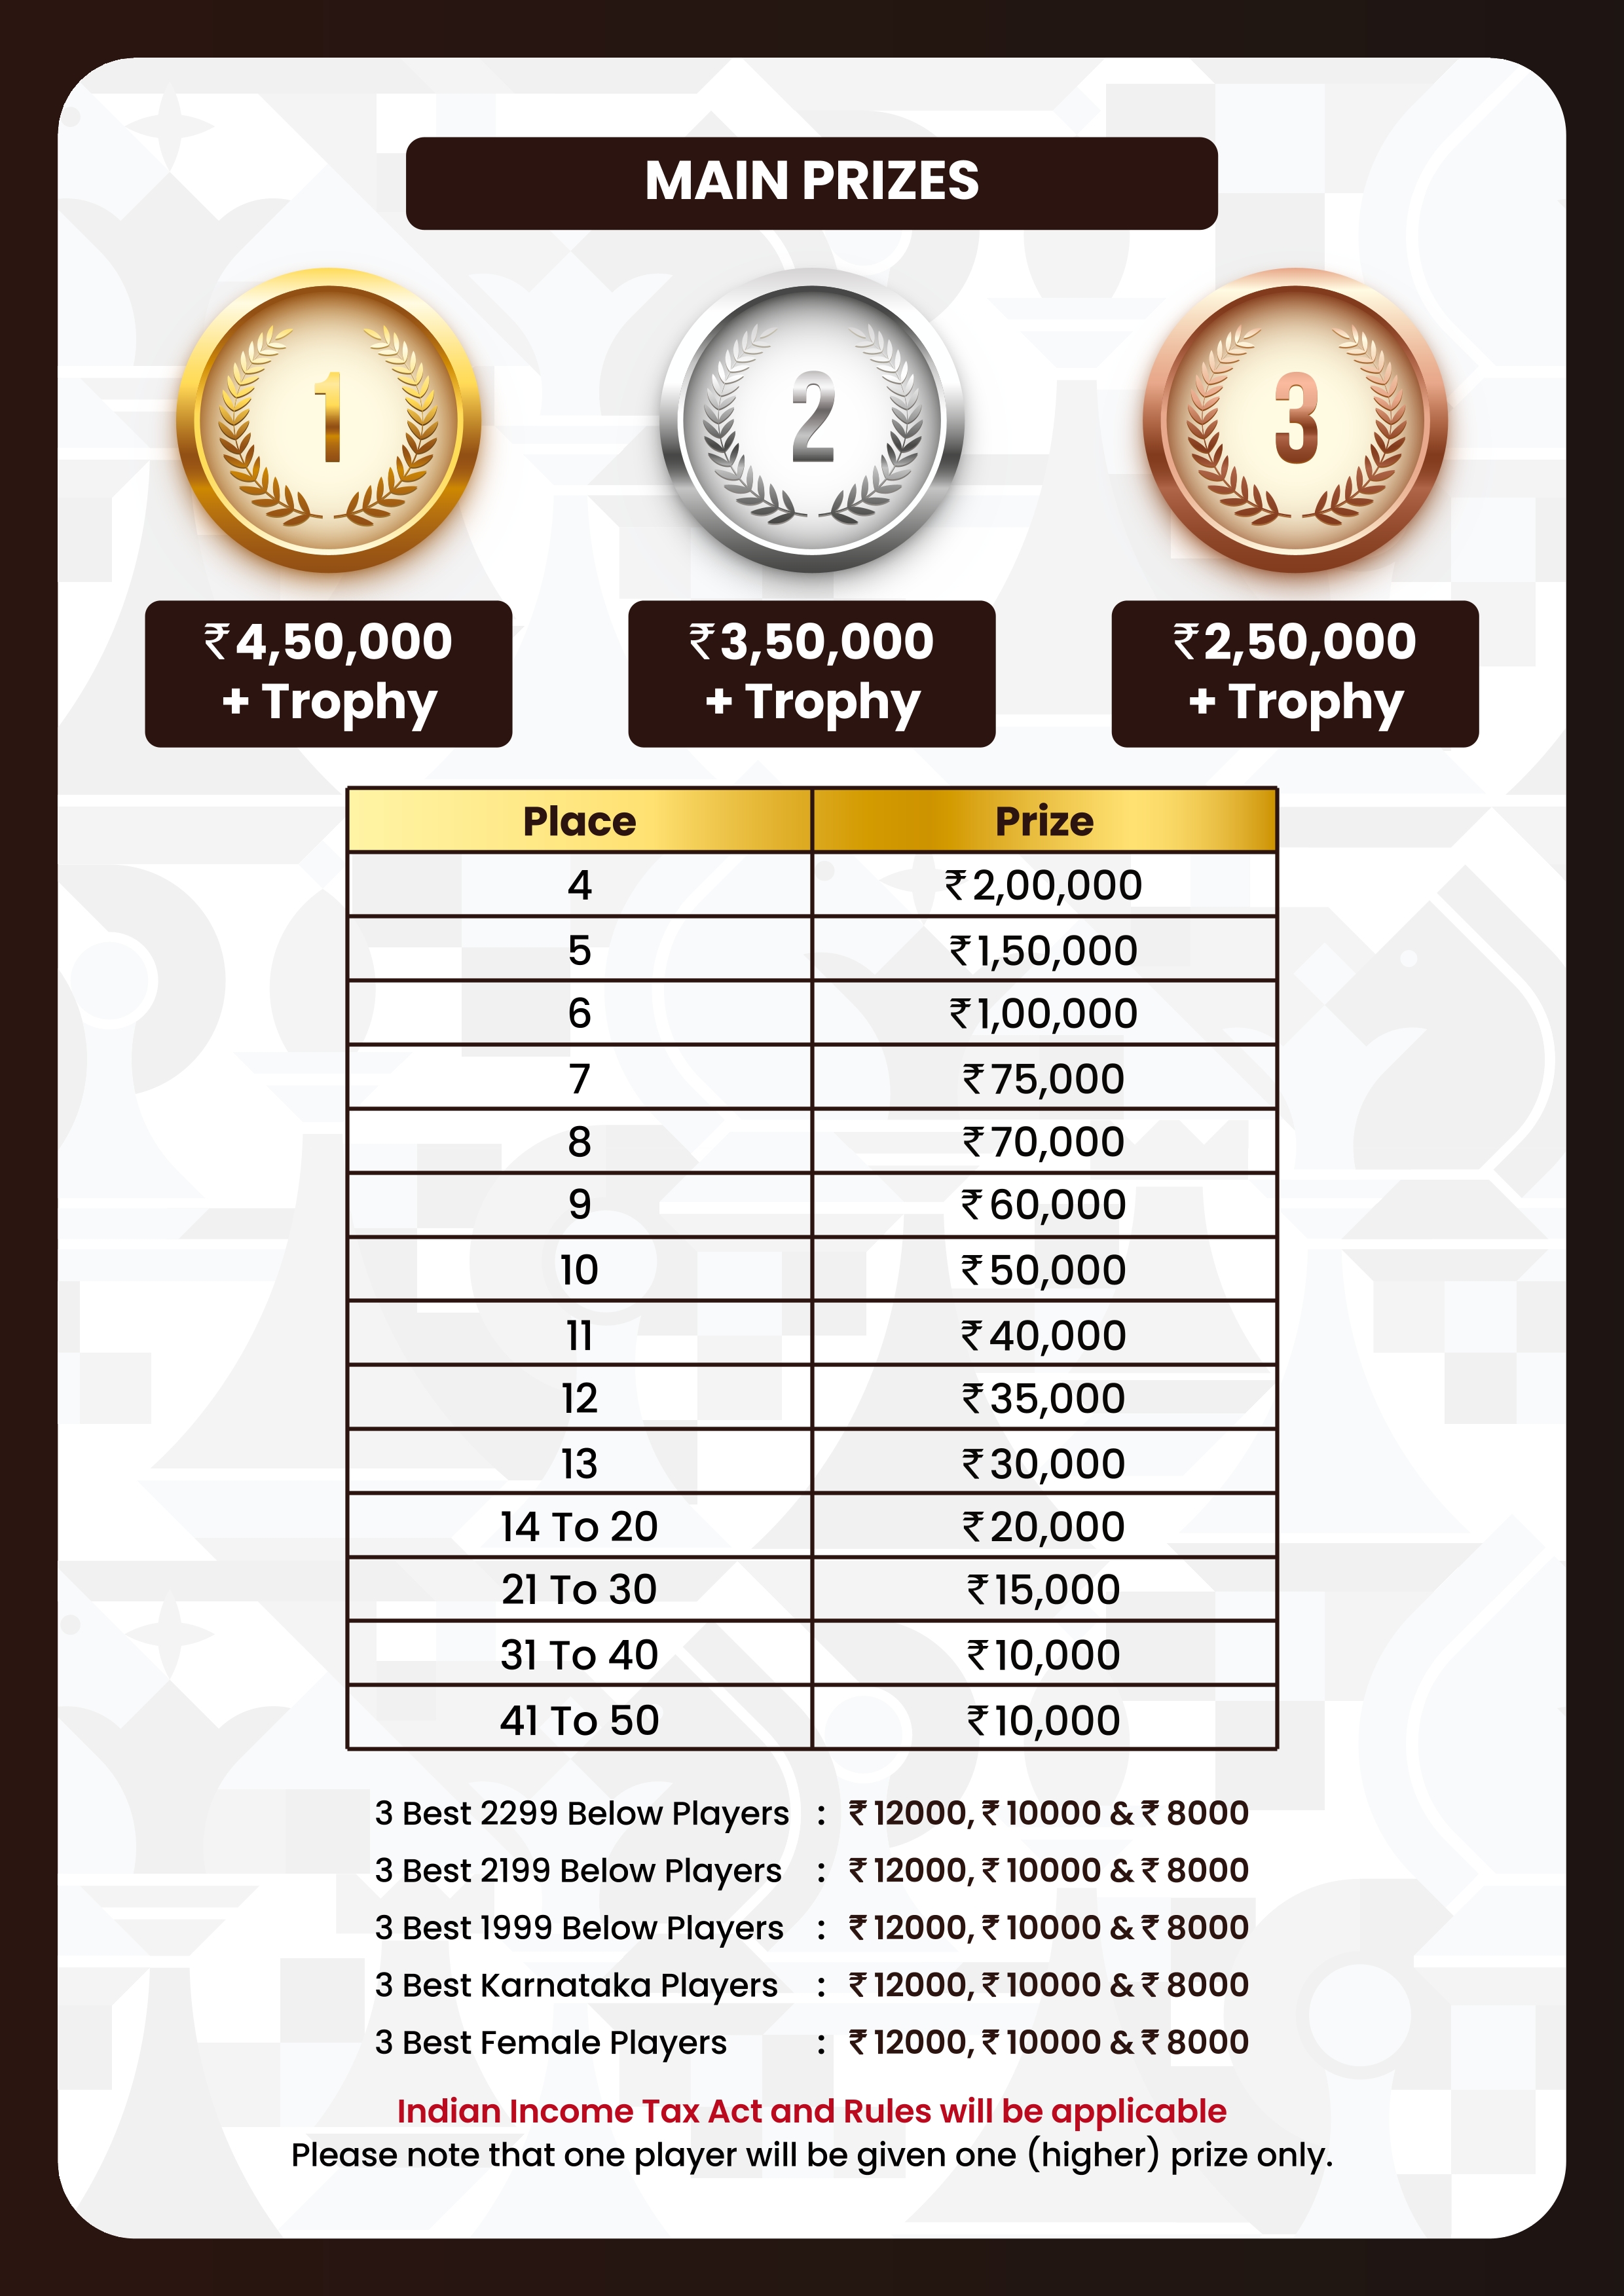 MAIN PRIZES
1
2
3
₹4,50,000
+ Trophy
₹3,50,000
+ Trophy
₹2,50,000
+ Trophy
Place Prize
4 ₹2,00,000
5 ₹1,50,000
6 ₹1,00,000
7 ₹75,000
8 ₹70,000
9 ₹60,000
10 ₹50,000
11 ₹40,000
12 ₹35,000
13 ₹30,000
14 To 20 ₹20,000
21 To 30 ₹15,000
31 To 40 ₹10,000
41 To 50 ₹10,000
3 Best 2299 Below Players : ₹12000, ₹10000 & ₹8000
3 Best 2199 Below Players : ₹12000, ₹10000 & ₹8000
3 Best 1999 Below Players : ₹12000, ₹10000 & ₹8000
3 Best Karnataka Players : ₹12000, ₹10000 & ₹8000
3 Best Female Players : ₹12000, ₹10000 & ₹8000
Indian Income Tax Act and Rules will be applicable
Please note that one player will be given one (higher) prize only.